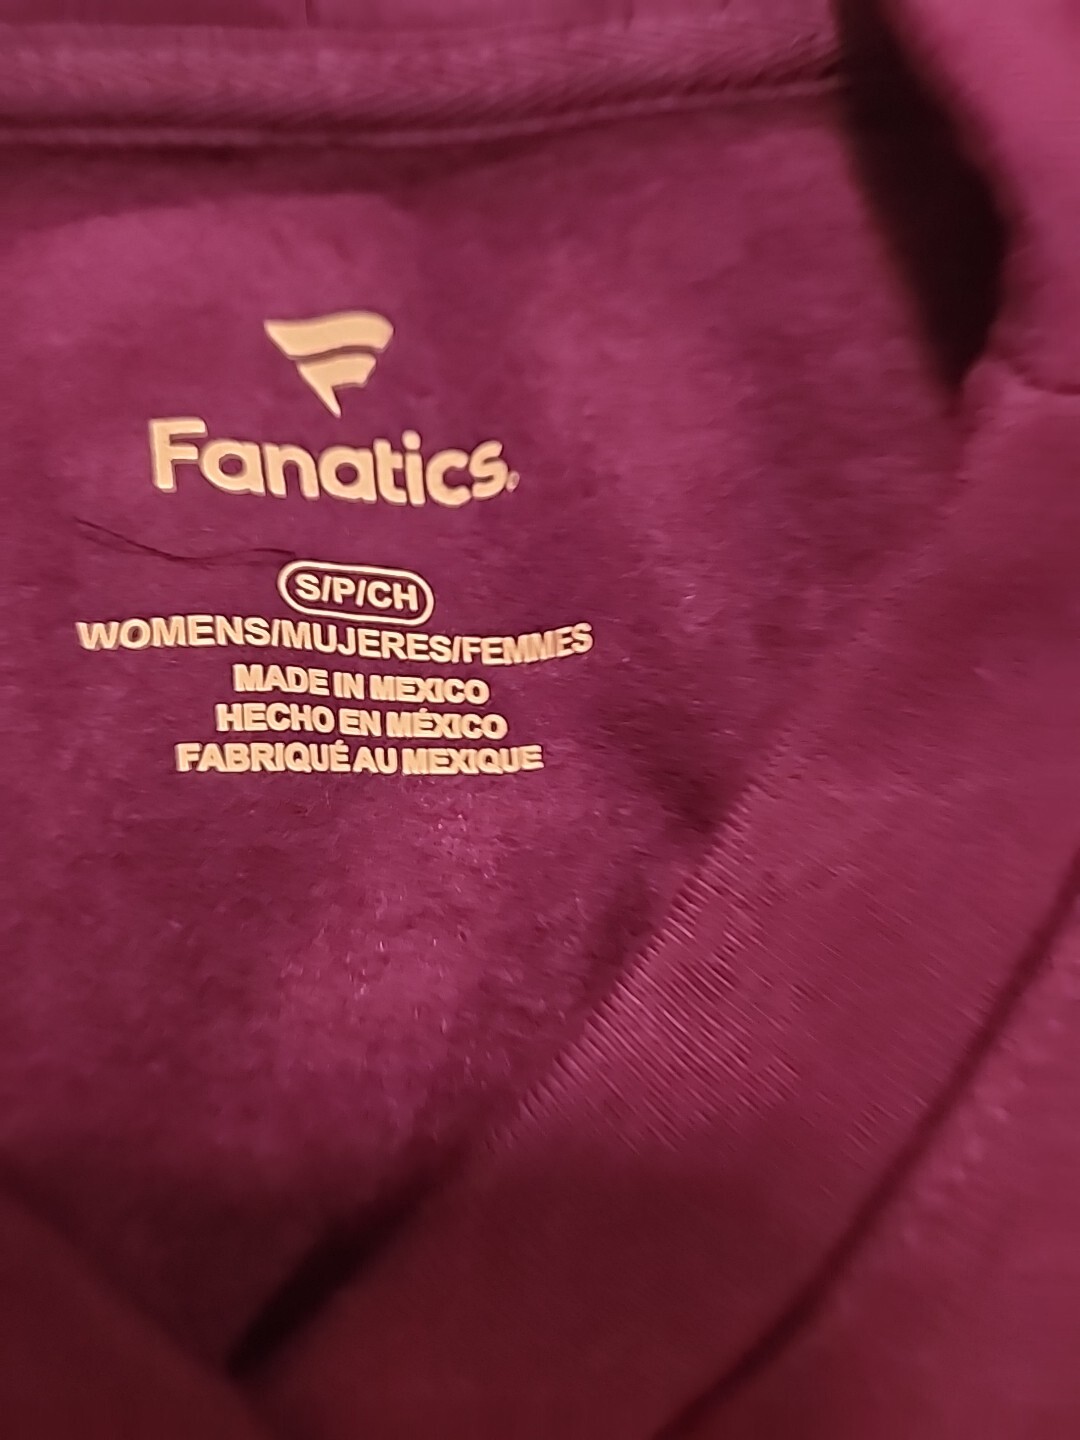 Fanatics
S/P/CH
WOMENS/MUJERES/FEMMES
MADE IN MEXICO
HECHO EN MÉXICO
FABRIQUÉ AU MEXIQUE